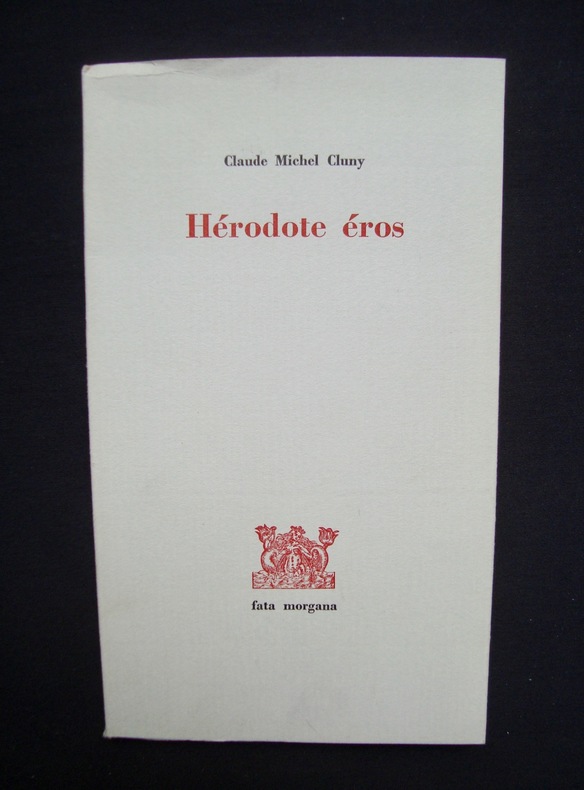 Claude Michel Cluny
Hérodote éros
fata morgana